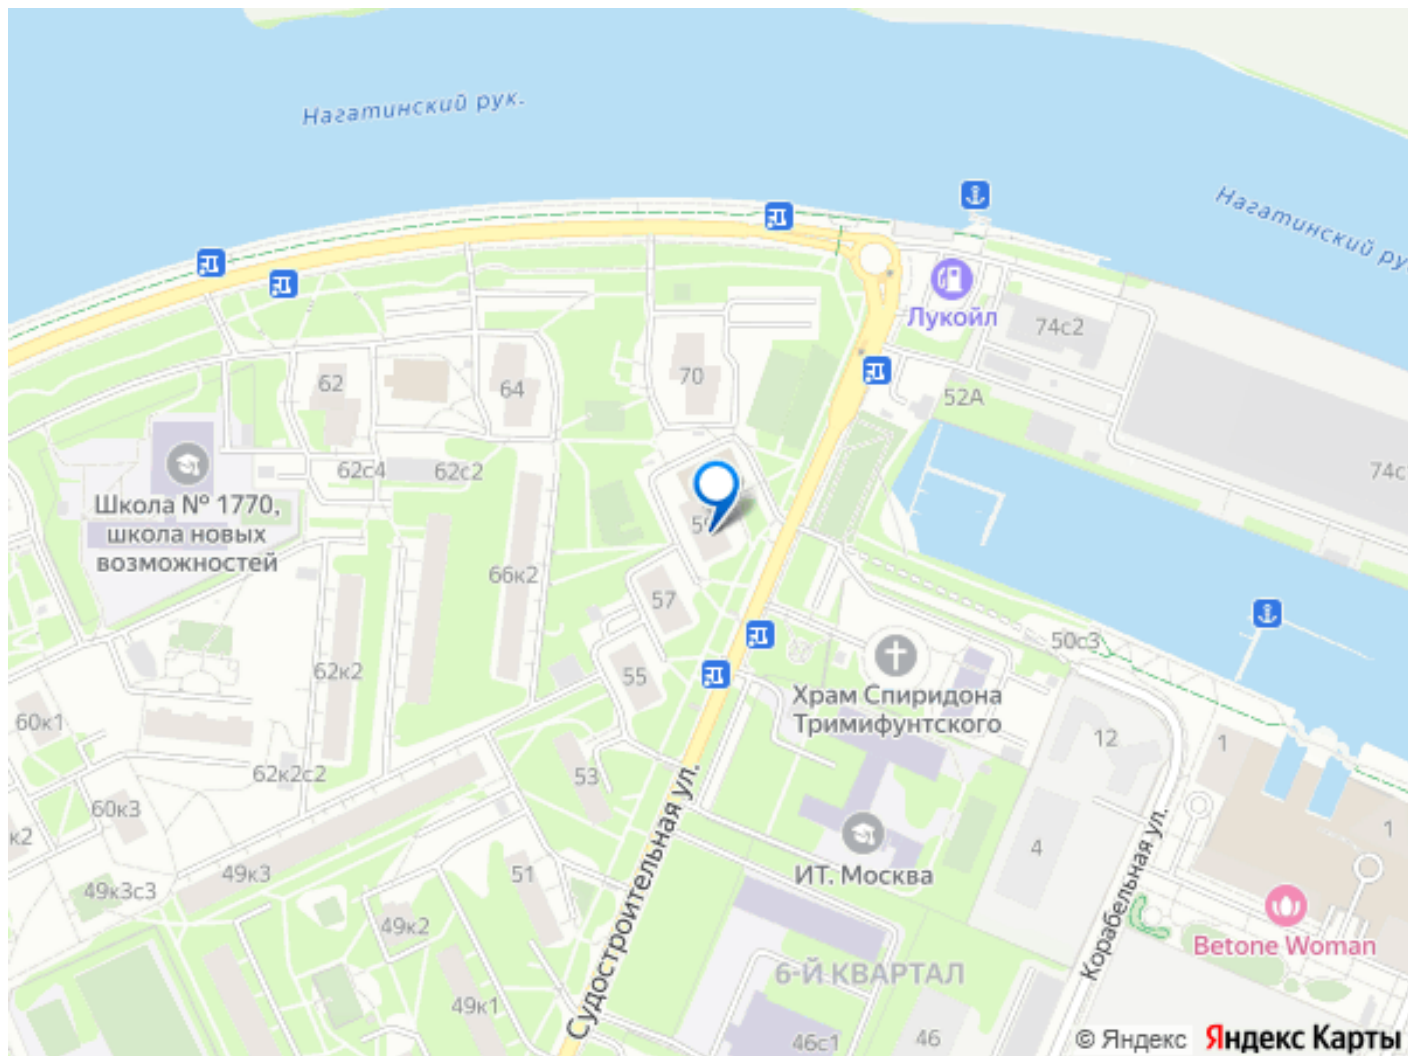 Нагатинский рук.
Нагатинский рук.
Лукойл
74с2
70
62
64
52А
62с4
62с2
74с
Школа № 1770,
школа новых
возможностей
66к2
57
50с3
55
62к2
Храм Спиридона
Тримифунтского
60к1
12
1
62к2с2
53
60к3
1
к2
4
49к3
51
ИТ. Москва
49к3с3
Судостроительная ул.
Корабельная ул.
49к2
Betone Woman
6-Й КВАРТАЛ
49к1
46с1
46
© Яндекс Яндекс Карты